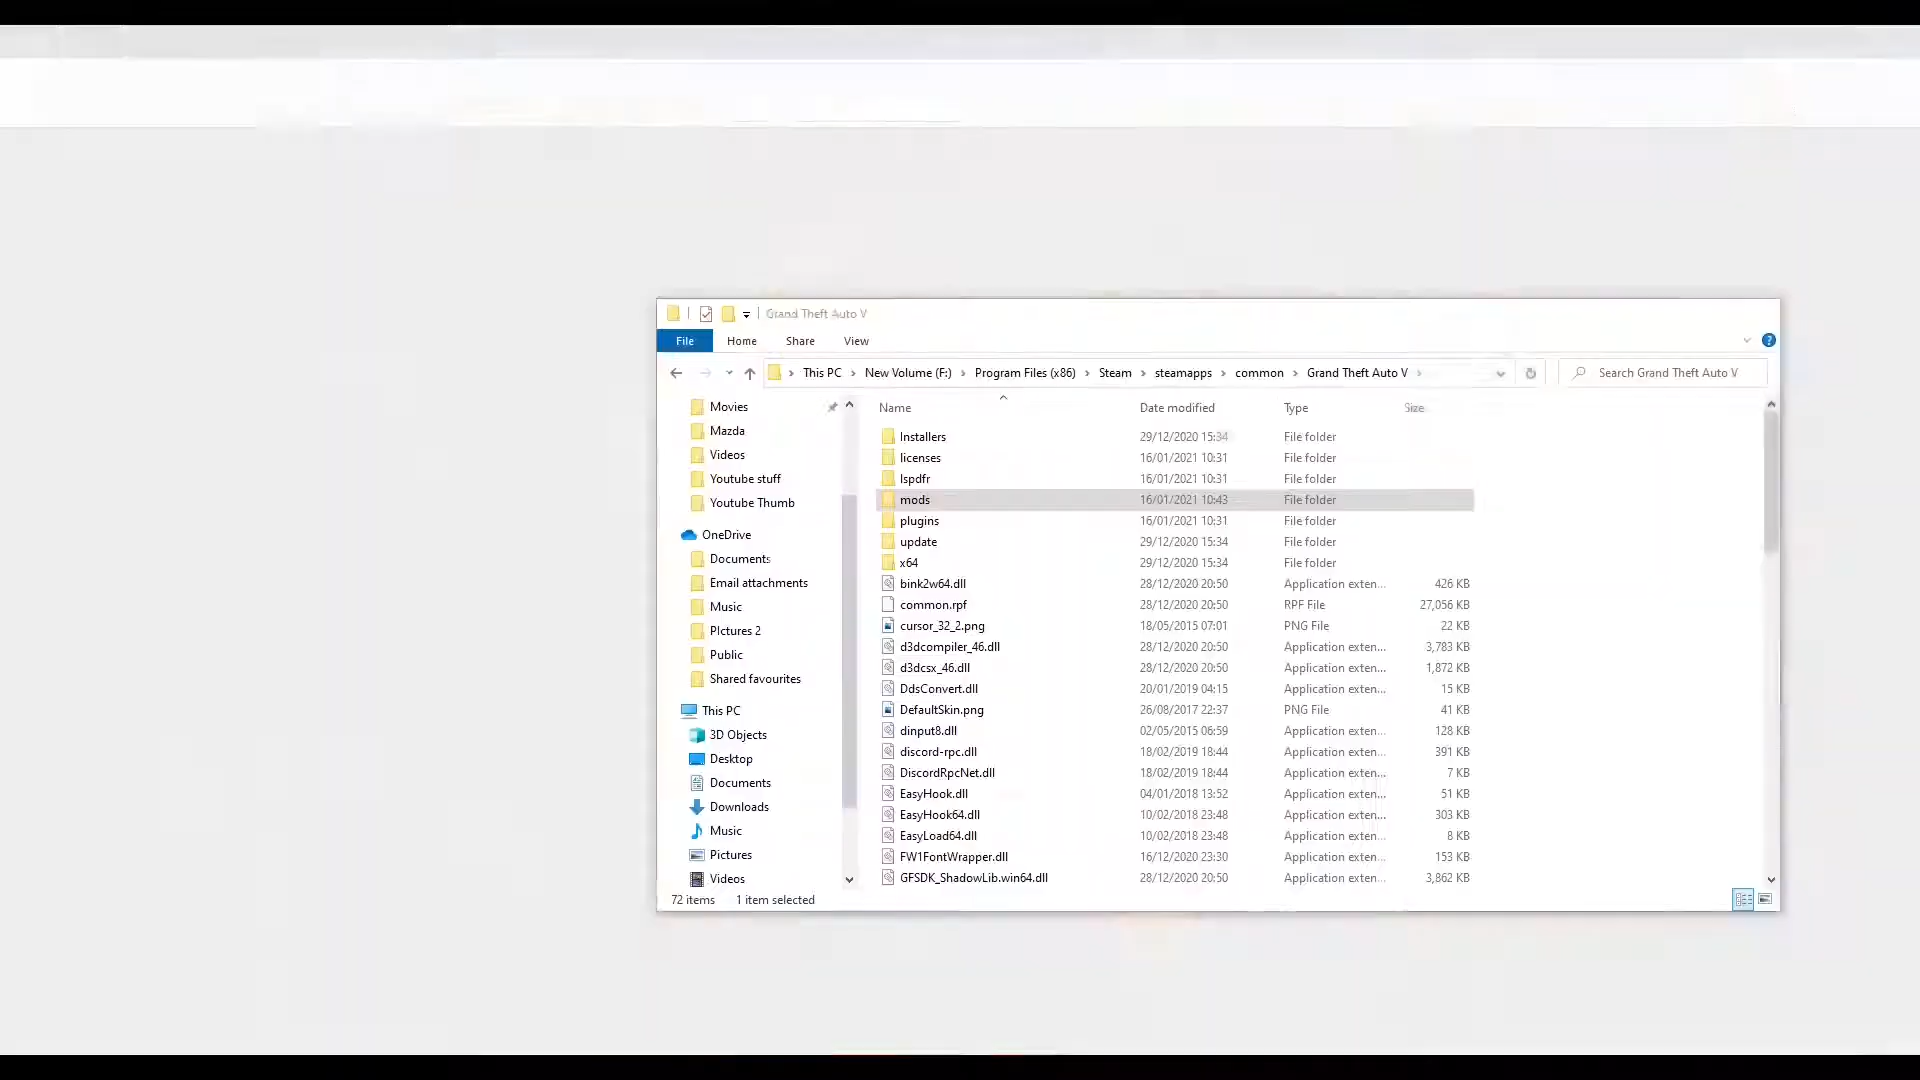 Grand Theft Auto V
File Home Share View
This PC New Volume (F:) Program Files (x86) Steam steamapps common Grand Theft Auto V Search Grand Theft Auto V
Movies
Mazda
Videos
Youtube stuff
Youtube Thumb
OneDrive
Documents
Email attachments
Music
PIctures 2
Public
Shared favourites
This PC
3D Objects
Desktop
Documents
Downloads
Music
Pictures
Videos
Name Date modified Type Size
Installers 29/12/2020 15:34 File folder
licenses 16/01/2021 10:31 File folder
lspdfr 16/01/2021 10:31 File folder
mods 16/01/2021 10:43 File folder
plugins 16/01/2021 10:31 File folder
update 29/12/2020 15:34 File folder
x64 29/12/2020 15:34 File folder
bink2w64.dll 28/12/2020 20:50 Application exten... 426 KB
common.rpf 28/12/2020 20:50 RPF File 27,056 KB
cursor_32_2.png 18/05/2015 07:01 PNG File 22 KB
d3dcompiler_46.dll 28/12/2020 20:50 Application exten... 3,783 KB
d3dcsx_46.dll 28/12/2020 20:50 Application exten... 1,872 KB
DdsConvert.dll 20/01/2019 04:15 Application exten... 15 KB
DefaultSkin.png 26/08/2017 22:37 PNG File 41 KB
dinput8.dll 02/05/2015 06:59 Application exten... 128 KB
discord-rpc.dll 18/02/2019 18:44 Application exten... 391 KB
DiscordRpcNet.dll 18/02/2019 18:44 Application exten... 7 KB
EasyHook.dll 04/01/2018 13:52 Application exten... 51 KB
EasyHook64.dll 10/02/2018 23:48 Application exten... 303 KB
EasyLoad64.dll 10/02/2018 23:48 Application exten... 8 KB
FW1FontWrapper.dll 16/12/2020 23:30 Application exten... 153 KB
GFSDK_ShadowLib.win64.dll 28/12/2020 20:50 Application exten... 3,862 KB
72 items 1 item selected